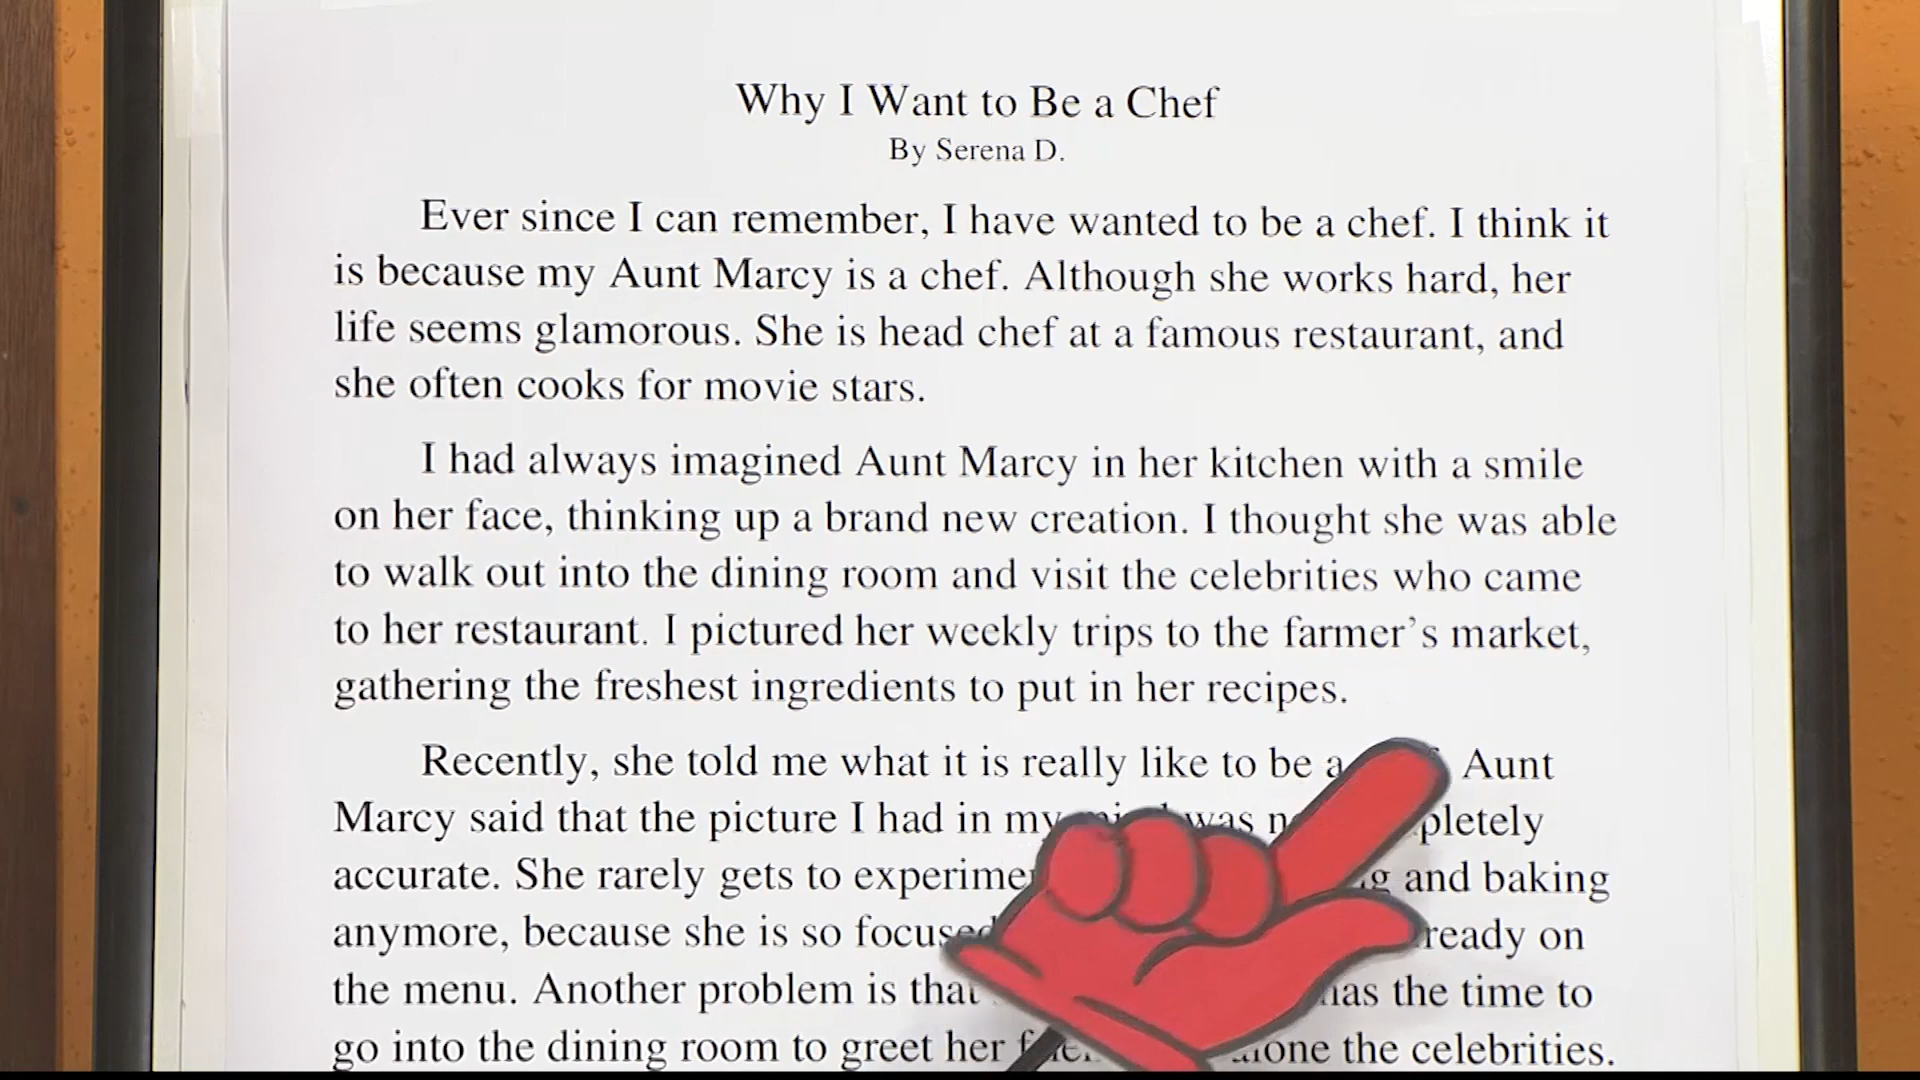 Why I Want to Be a Chef
By Serena D.
Ever since I can remember, I have wanted to be a chef. I think it
is because my Aunt Marcy is a chef. Although she works hard, her
life seems glamorous. She is head chef at a famous restaurant, and
she often cooks for movie stars.
I had always imagined Aunt Marcy in her kitchen with a smile
on her face, thinking up a brand new creation. I thought she was able
to walk out into the dining room and visit the celebrities who came
to her restaurant. I pictured her weekly trips to the farmer’s market,
gathering the freshest ingredients to put in her recipes.
Recently, she told me what it is really like to be a Aunt
Marcy said that the picture I had in my was
accurate. She rarely gets to and baking
anymore, because she is so focused on
the menu. Another problem is that has the time to
go into the dining room to greet her the celebrities.